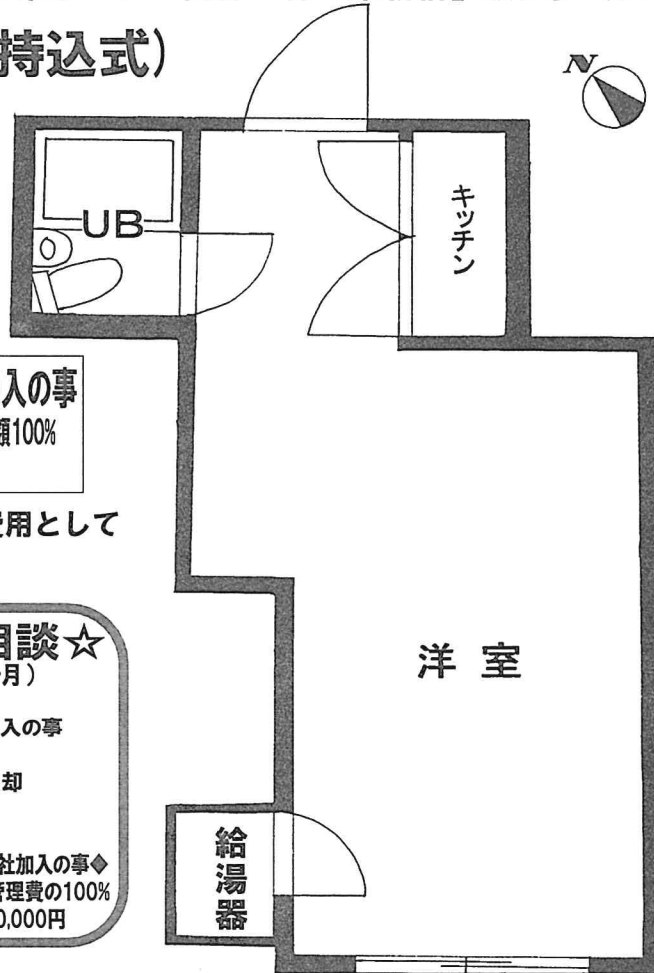 持込式）
N
UB
キッチン
入の事
額100%
費用として
相談☆
月）
入の事
却
社加入の事◆
管理費の100%
0,000円
洋室
給湯器